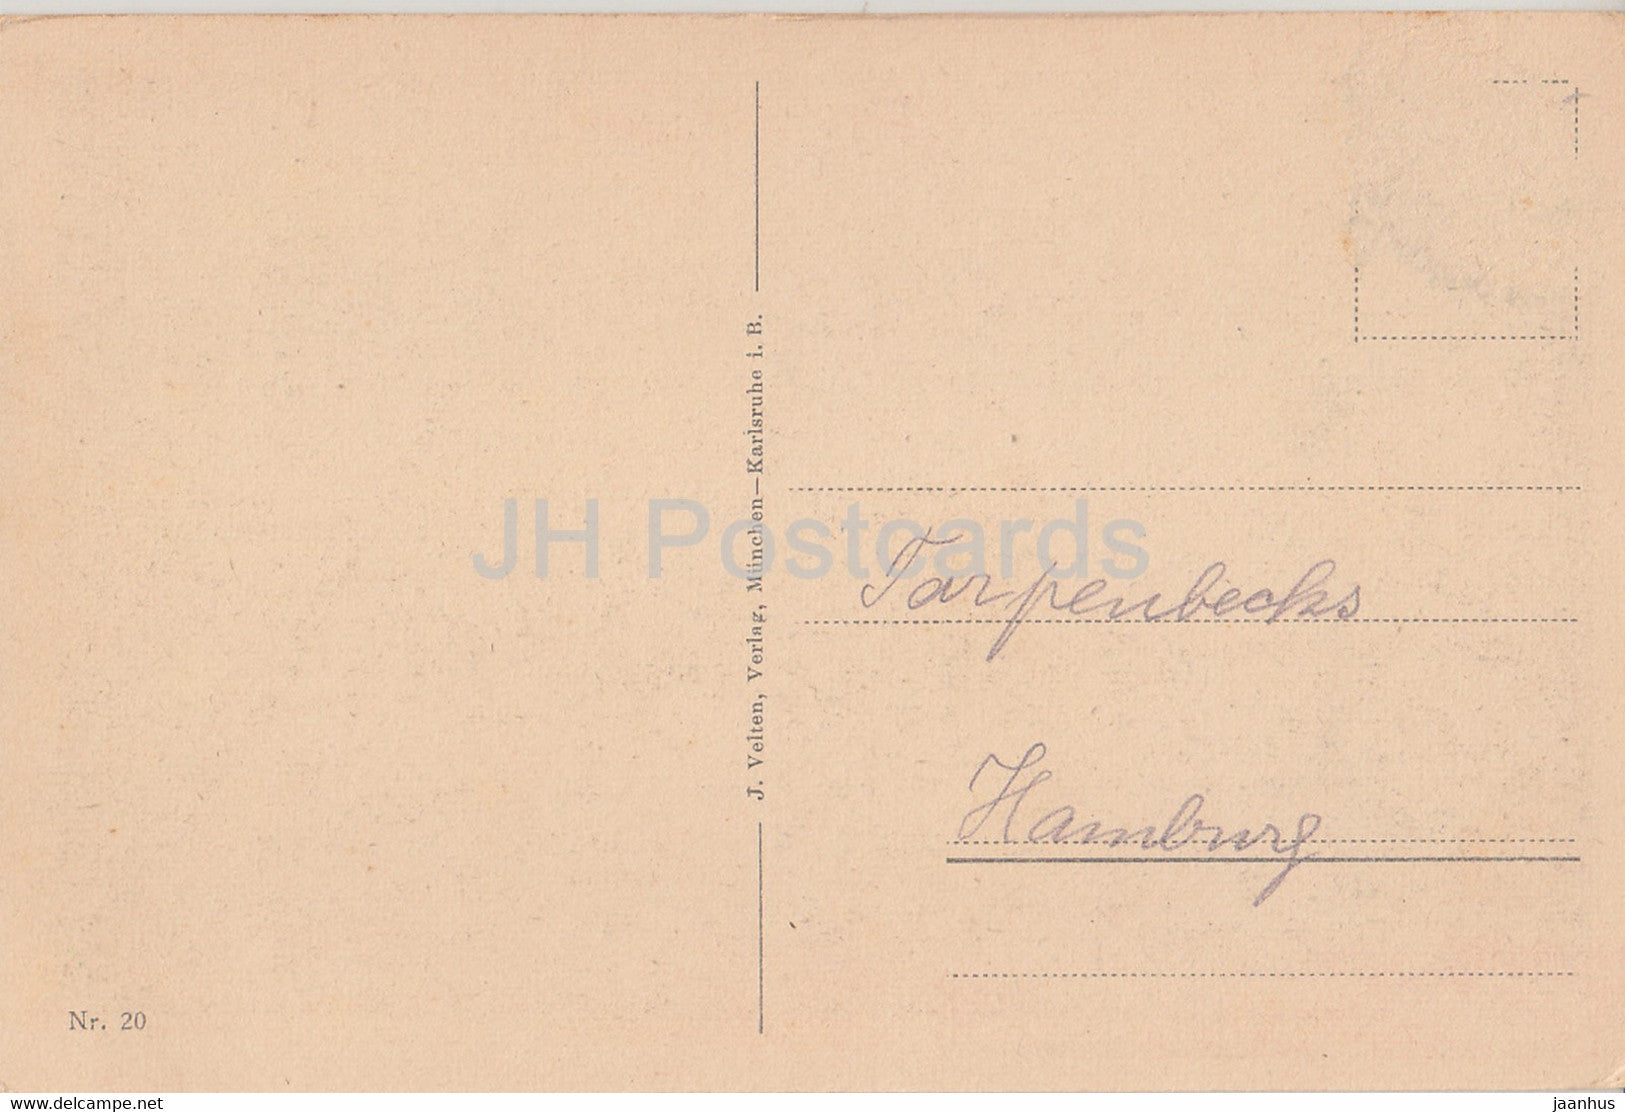 J. Velten, Verlag, München—Karlsruhe i. B.
JH Postcards
Tarpenbecks
Hamburg
Nr. 20
www.delcampe.net
jaanhus